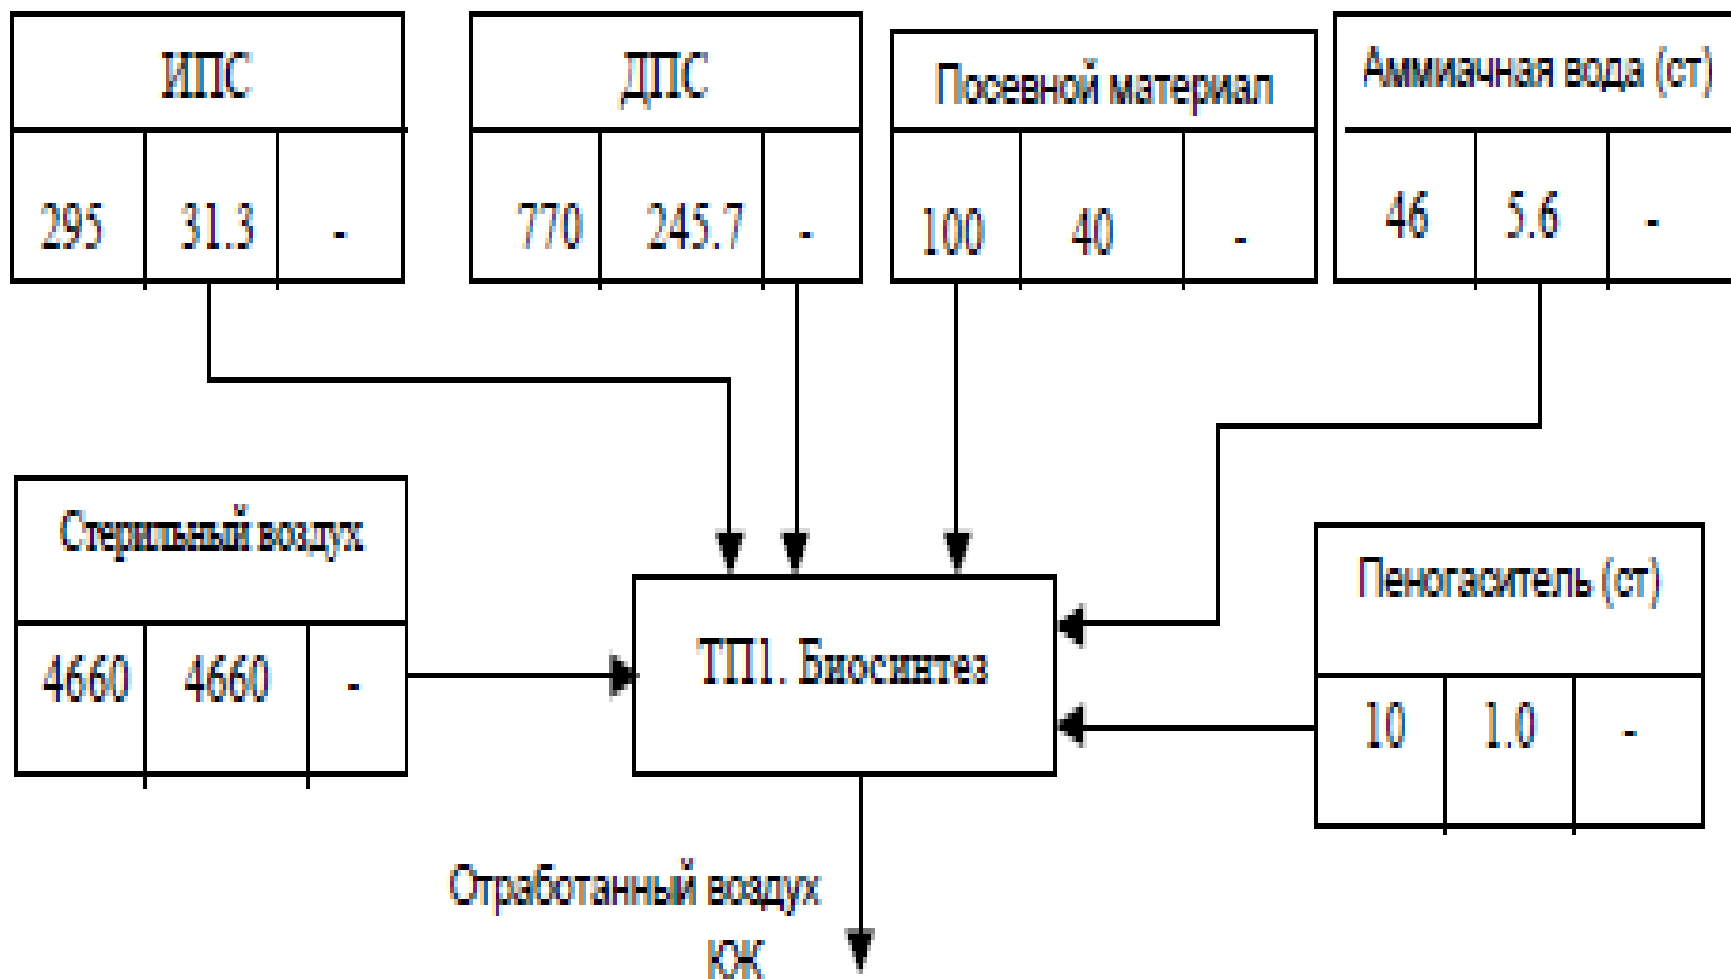 ИПС
295 31.3 -
ДПС
770 245.7 -
Посевной материал
100 40 -
Аммиачная вода (ст)
46 5.6 -
Стерильный воздух
4660 4660 -
ТП1. Биосинтез
Пеногаситель (ст)
10 1.0 -
Отработанный воздух
КЖ